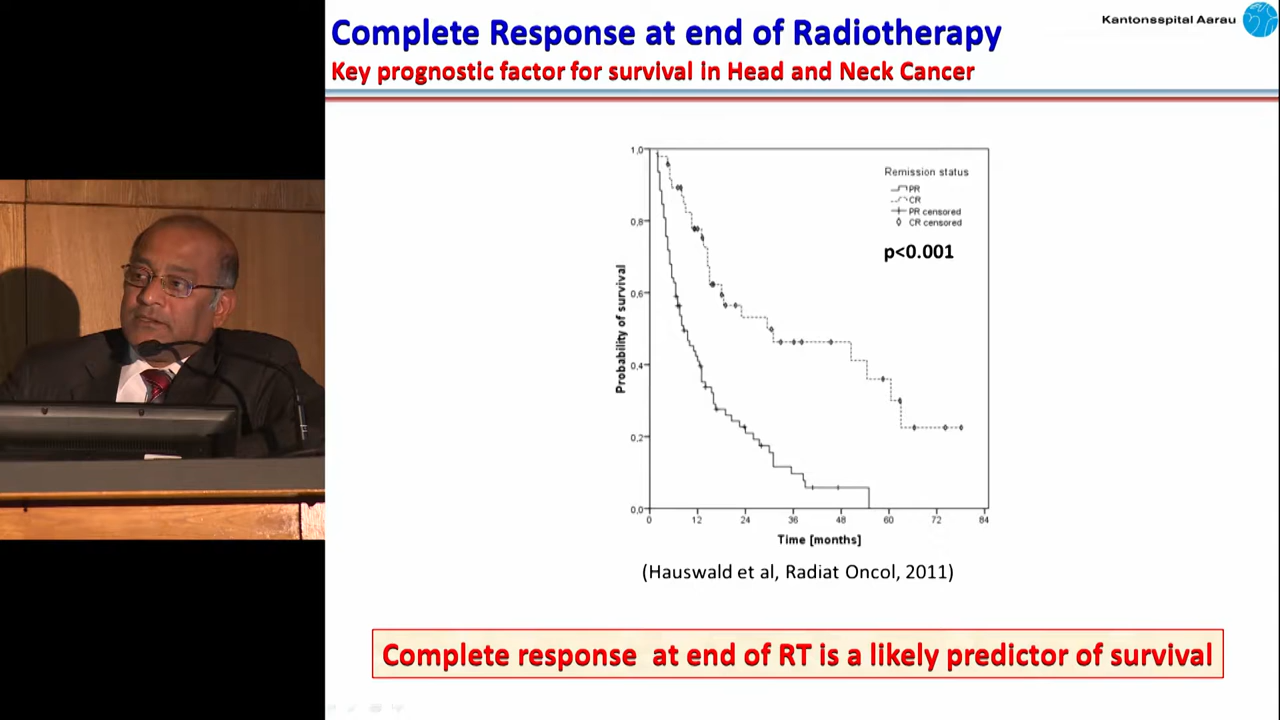 Complete Response at end of Radiotherapy
Key prognostic factor for survival in Head and Neck Cancer
Kantonsspital Aarau
1,0
0,8
0,6
0,4
0,2
0,0
Probability of survival
Remission status
PR
CR
PR censored
CR censored
p<0.001
0 12 24 36 48 60 72 84
Time [months]
(Hauswald et al, Radiat Oncol, 2011)
Complete response at end of RT is a likely predictor of survival